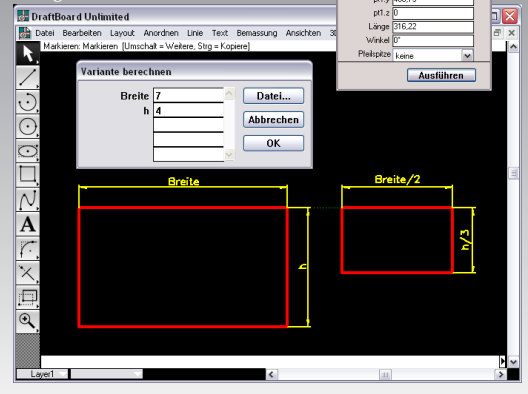 DraftBoard Unlimited
Datei Bearbeiten Layout Anordnen Linie Text Bemassung Ansichten
Markieren: Markieren [Umschalt = Weitere, Strg = Kopiere]
pt1.z 0
Länge 316,22
Winkel 0°
Pfeilspitze keine
Ausführen
Variante berechnen
Breite 7
h 4
Datei...
Abbrechen
OK
A
Breite
Breite/2
h
h/3
Layer1